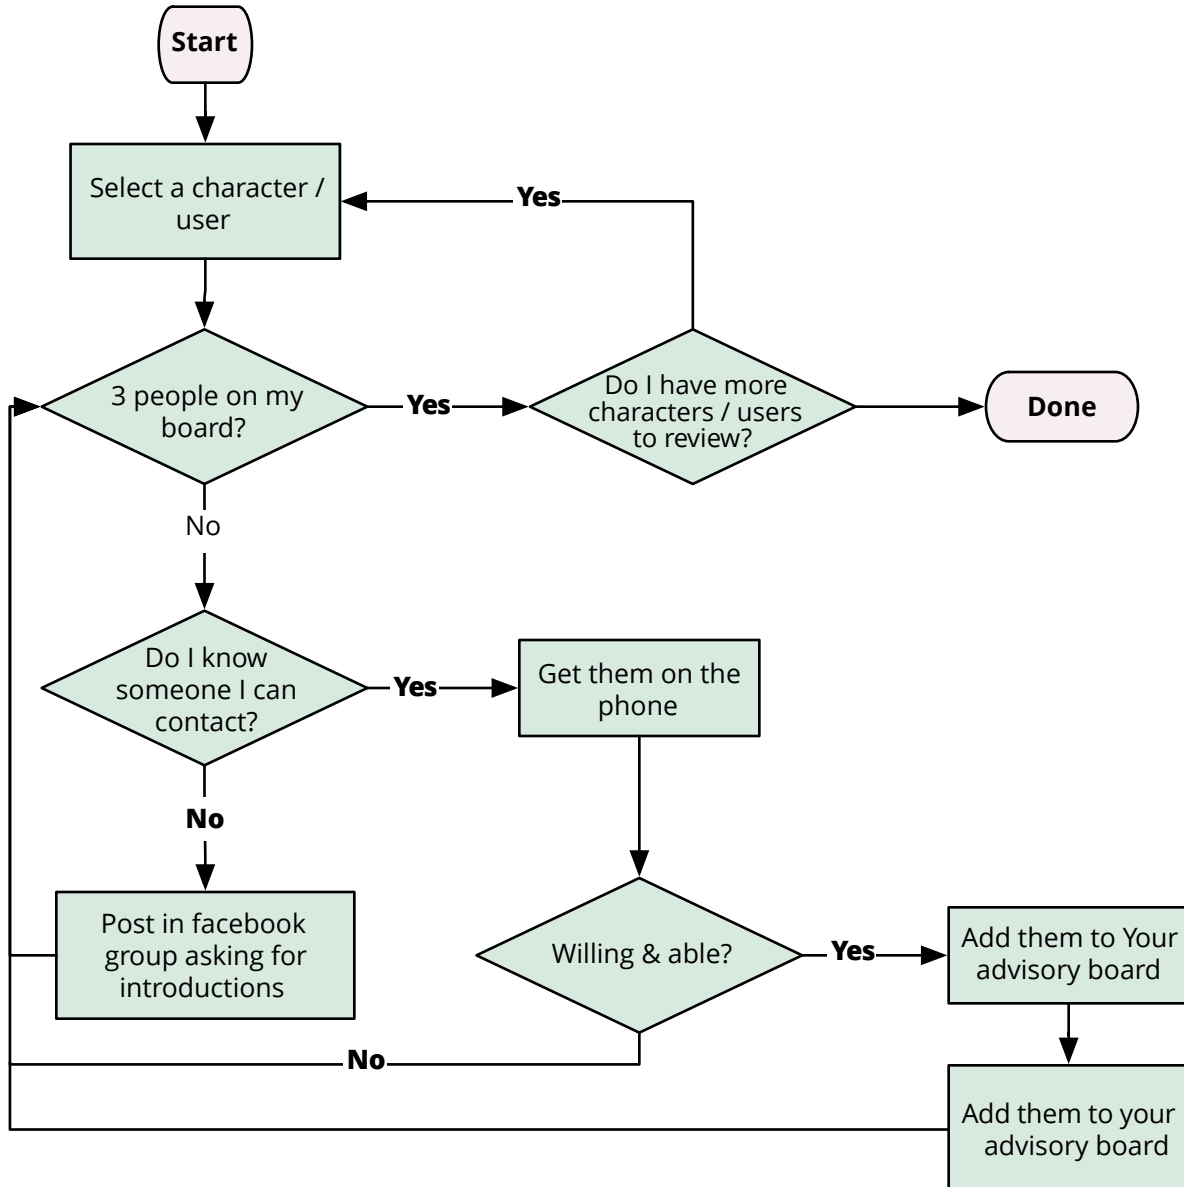 Start
Select a character /
user
Yes
3 people on my
board?
Yes
Do I have more
characters / users
to review?
Done
No
Do I know
someone I can
contact?
Yes
Get them on the
phone
No
Post in facebook
group asking for
introductions
Willing & able?
Yes
Add them to Your
advisory board
No
Add them to your
advisory board